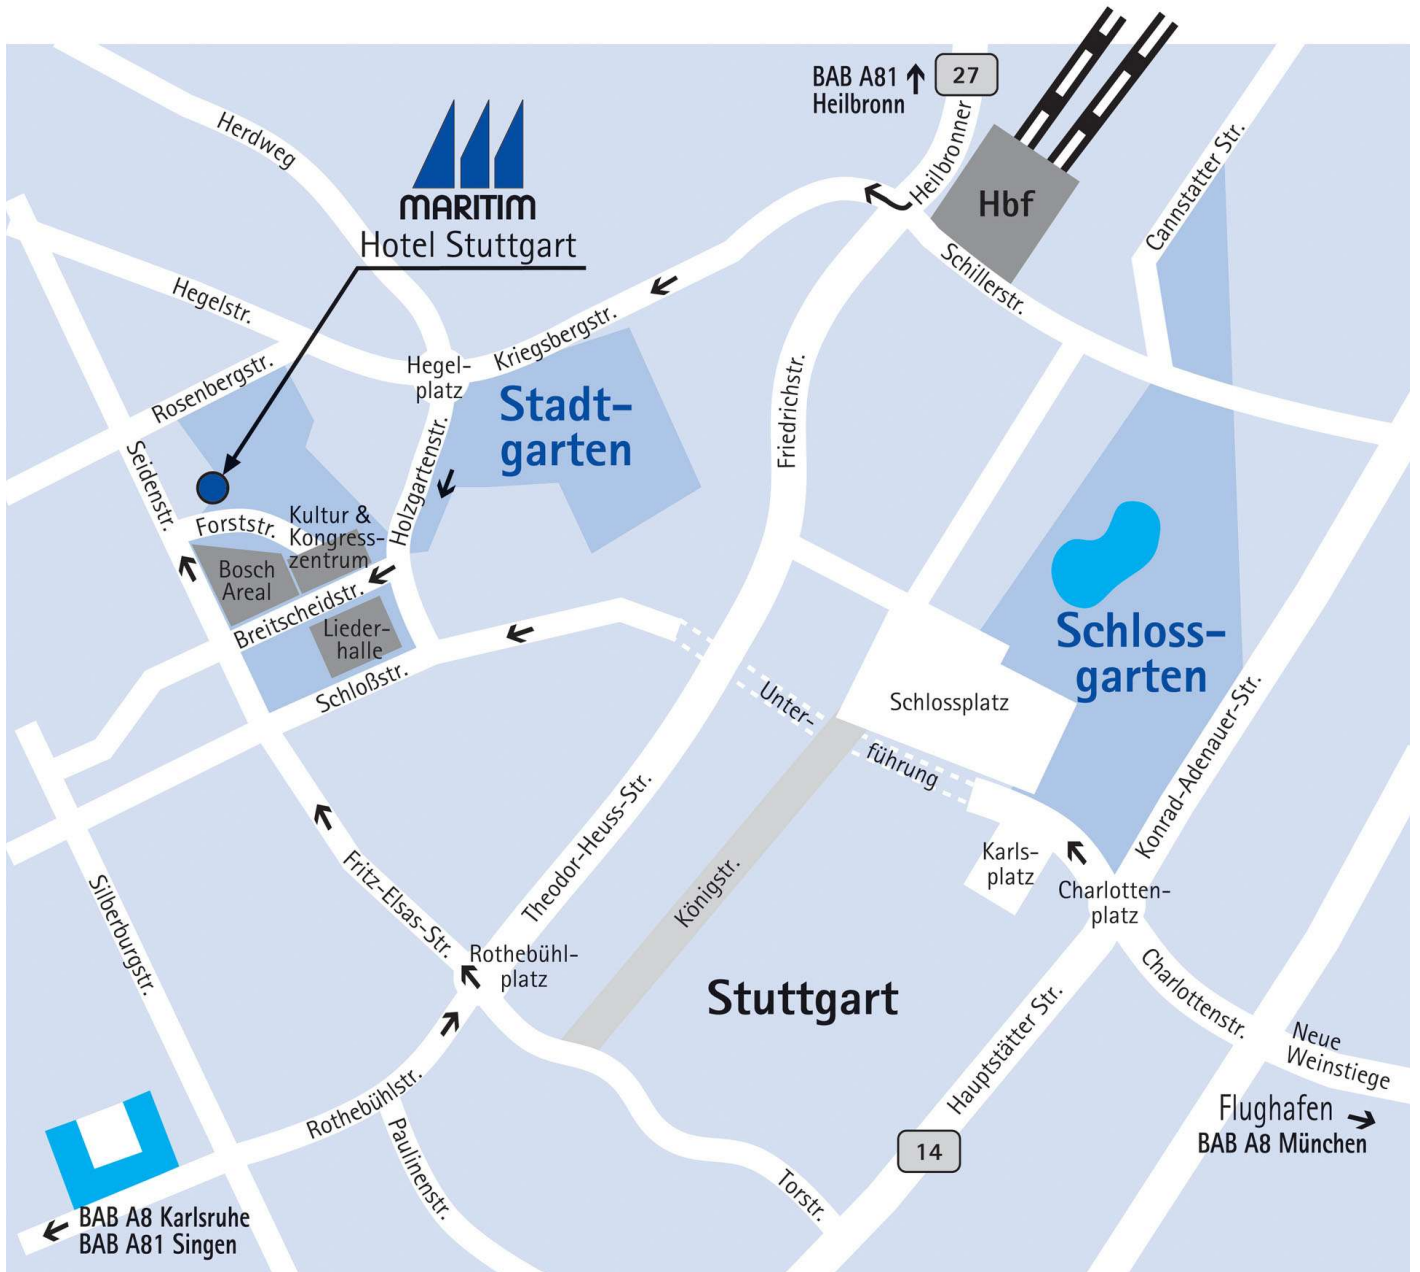 BAB A81
Heilbronn
27
Heilbronner
Hbf
Cannstatter Str.
Herdweg
MARITIM
Hotel Stuttgart
Schillerstr.
Hegelstr.
Kriegsbergstr.
Rosenbergstr.
Hegel-
platz
Friedrichstr.
Stadt-
garten
Seidenstr.
Holzgartenstr.
Forststr.
Kultur &
Kongress-
zentrum
Bosch
Areal
Breitscheidstr.
Lieder-
halle
Schloßstr.
Schloss-
garten
Schlossplatz
Unter-
führung
Konrad-Adenauer-Str.
Theodor-Heuss-Str.
Karls-
platz
Charlotten-
platz
Königstr.
Fritz-Elsas-Str.
Silberburgstr.
Rothebühl-
platz
Stuttgart
Charlottenstr.
Hauptstätter Str.
Neue
Weinstiege
Rothebühlstr.
Paulinenstr.
Flughafen
BAB A8 München
14
Torstr.
BAB A8 Karlsruhe
BAB A81 Singen